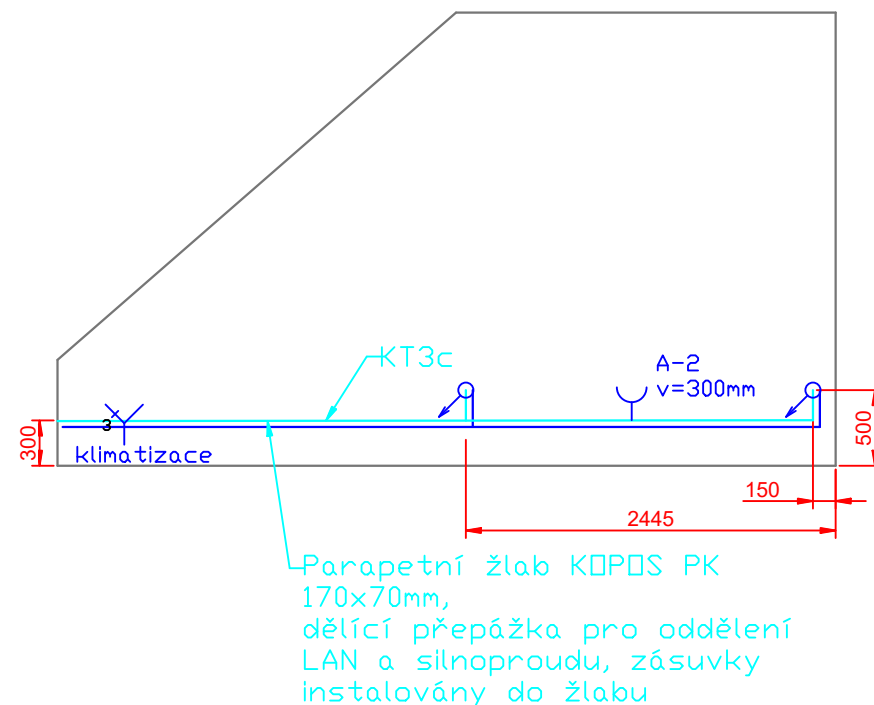 KT3c
A-2
v=300mm
3
klimatizace
300
500
150
2445
Parapetní žlab KOPOS PK
170x70mm,
dělící přepážka pro oddělení
LAN a silnoproudu, zásuvky
instalovány do žlabu